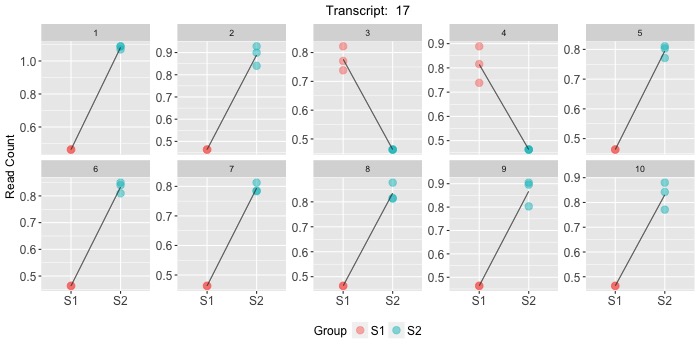 Transcript: 17
1 2 3 4 5
Read Count
1.0 0.9 0.8 0.9 0.8
0.8 0.8 0.7 0.8 0.7
0.7 0.7
0.6 0.6 0.6 0.6 0.6
0.5 0.5 0.5 0.5
6 7 8 9 10
0.8 0.8 0.9 0.9 0.9
0.8 0.8 0.8
0.7 0.7 0.7 0.7 0.7
0.6 0.6 0.6 0.6 0.6
0.5 0.5 0.5 0.5 0.5
S1 S2 S1 S2 S1 S2 S1 S2 S1 S2
Group S1 S2